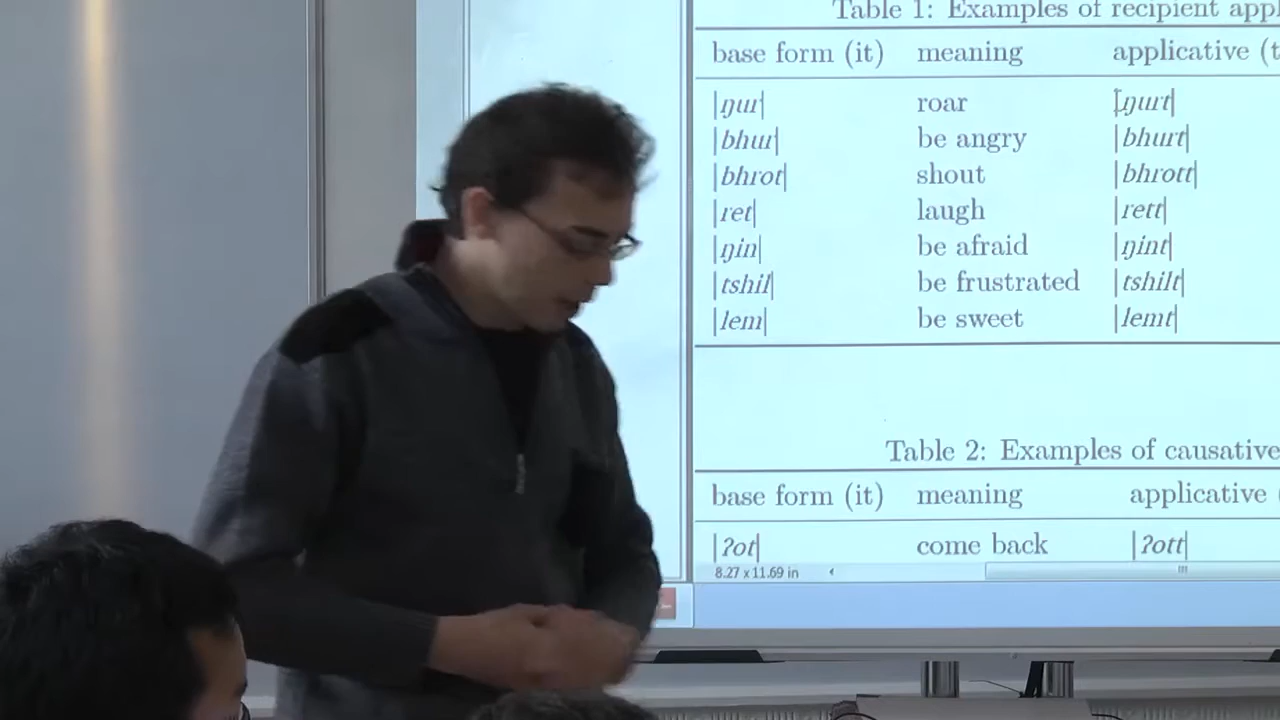 Table 1: Examples of recipient appl
base form (it) meaning applicative (t
|ŋɯ| roar |ŋɯt|
|bhɯ| be angry |bhɯt|
|bhrot| shout |bhrott|
|ret| laugh |rett|
|ŋin| be afraid |ŋint|
|tshil| be frustrated |tshilt|
|lem| be sweet |lemt|
Table 2: Examples of causative
base form (it) meaning applicative (
|ʔot| come back |ʔott|
8.27 x 11.69 in